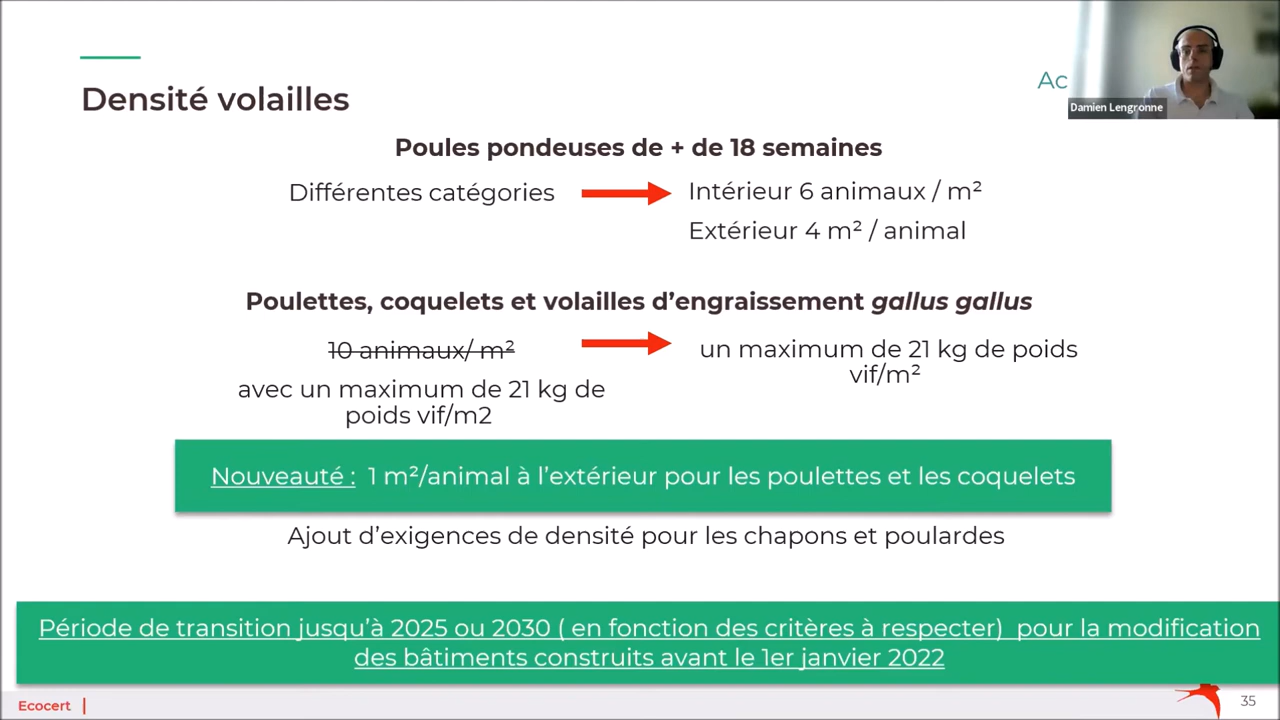 Densité volailles
Ac
Damien Lengronne
Poules pondeuses de + de 18 semaines
Différentes catégories
Intérieur 6 animaux / m²
Extérieur 4 m² / animal
Poulettes, coquelets et volailles d’engraissement gallus gallus
10 animaux/ m²
avec un maximum de 21 kg de
poids vif/m2
un maximum de 21 kg de poids
vif/m²
Nouveauté : 1 m²/animal à l’extérieur pour les poulettes et les coquelets
Ajout d’exigences de densité pour les chapons et poulardes
Période de transition jusqu’à 2025 ou 2030 ( en fonction des critères à respecter) pour la modification
des bâtiments construits avant le 1er janvier 2022
Ecocert |
35